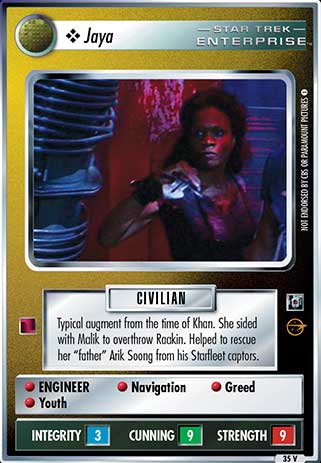 ❖ Jaya
STAR TREK
ENTERPRISE™
NOT ENDORSED BY CBS OR PARAMOUNT PICTURES
CIVILIAN
Typical augment from the time of Khan. She sided
with Malik to overthrow Raakin. Helped to rescue
her "father" Arik Soong from his Starfleet captors.
ENGINEER Navigation Greed
Youth
INTEGRITY 3 CUNNING 9 STRENGTH 9
35 V